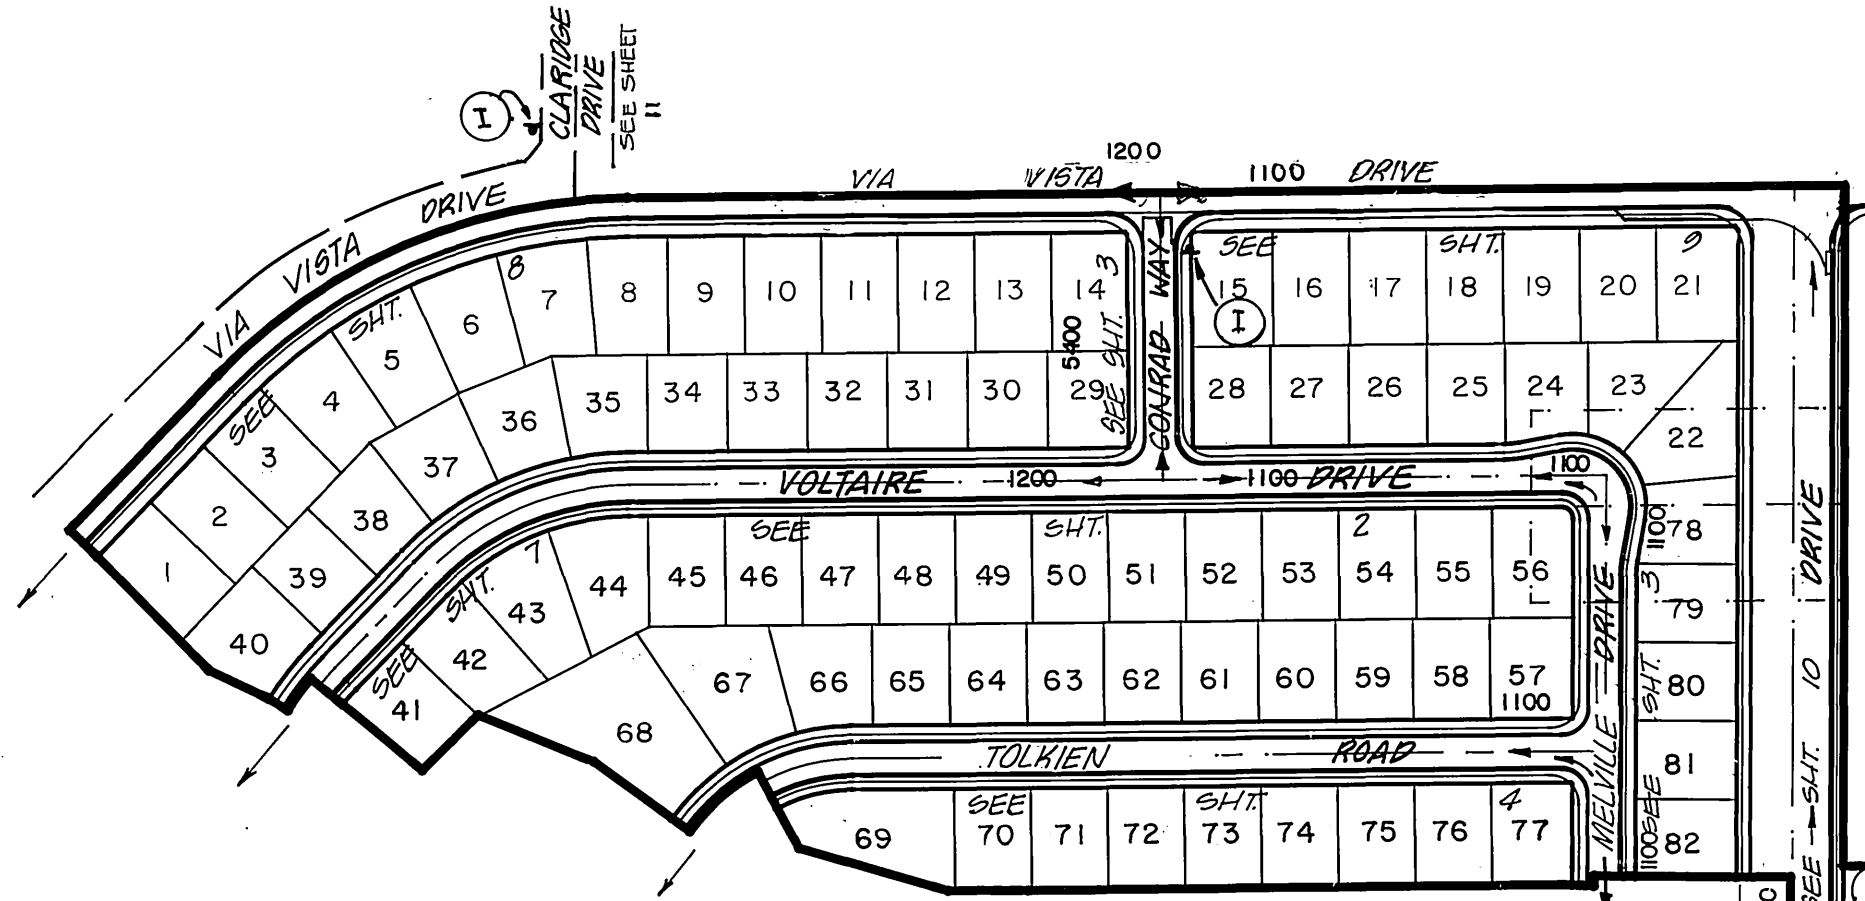 CLARIDGE
DRIVE
SEE SHEET
11
I
1200
VIA VISTA 1100 DRIVE
VIA VISTA DRIVE
SEE SHT. 8
1 2 3 4 5 6 7 8 9 10 11 12 13 14
SEE SHT. 3
5400
CONRAD WAY
SEE SHT. 9
15 16 17 18 19 20 21
I
40 39 38 37 36 35 34 33 32 31 30 29
28 27 26 25 24 23
22
VOLTAIRE 1200 1100 DRIVE 1100
SEE SHT. 7
SEE SHT. 2
41 42 43 44 45 46 47 48 49 50 51 52 53 54 55 56
68 67 66 65 64 63 62 61 60 59 58 57
1100
TOLKIEN ROAD
SEE SHT. 4
69 70 71 72 73 74 75 76 77
MELVILLE DRIVE
1100
SEE SHT. 3
1100
78
79
80
81
82
DRIVE
SEE SHT. 10